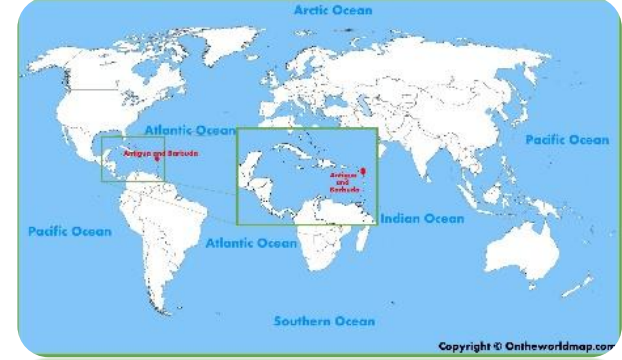 Arctic Ocean
Atlantic Ocean
Pacific Ocean
Antigua and Barbuda
Antigua
and
Barbuda
Pacific Ocean
Atlantic Ocean
Indian Ocean
Southern Ocean
Copyright © Ontheworldmap.com